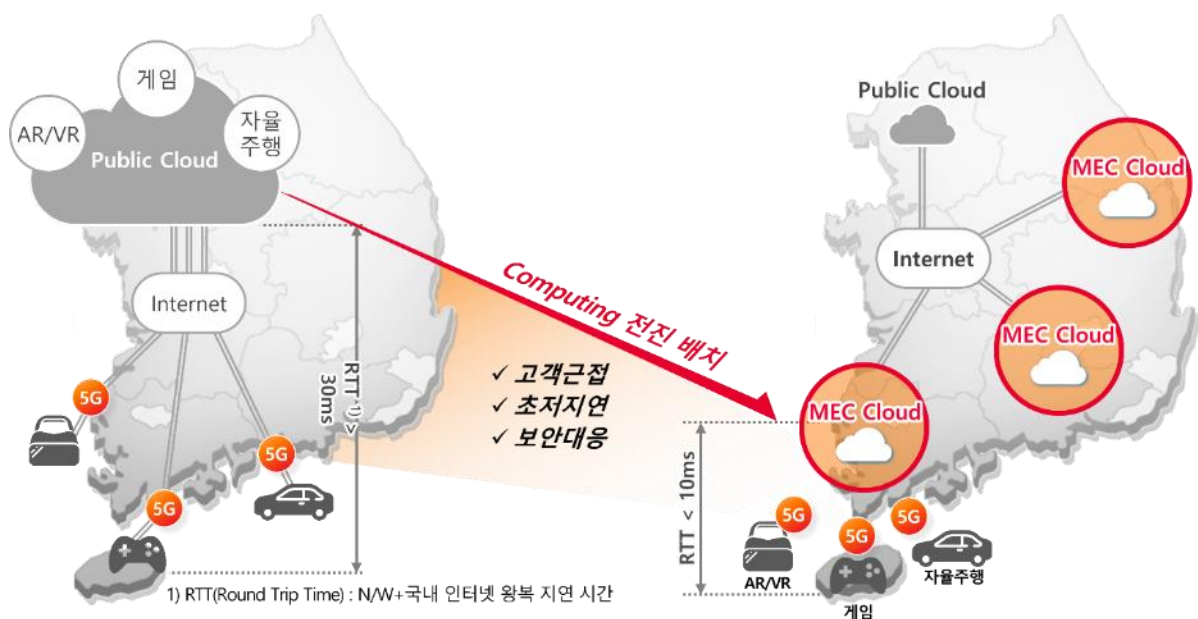 게임
AR/VR
자율
주행
Public Cloud
Internet
5G
5G
5G
RTT 1) >
30ms
1) RTT(Round Trip Time) : N/W+국내 인터넷 왕복 지연 시간
Computing 전진 배치
✓ 고객근접
✓ 초저지연
✓ 보안대응
Public Cloud
MEC Cloud
Internet
MEC Cloud
MEC Cloud
RTT < 10ms
5G
5G
5G
AR/VR
게임
자율주행